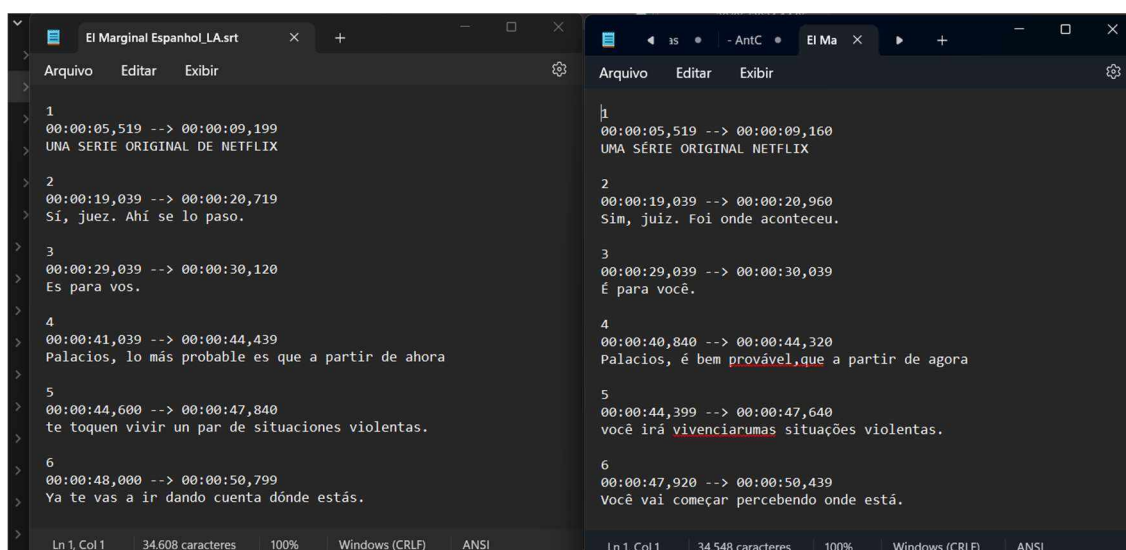 El Marginal Espanhol_LA.srt
Arquivo Editar Exibir
1
00:00:05,519 --> 00:00:09,199
UNA SERIE ORIGINAL DE NETFLIX
2
00:00:19,039 --> 00:00:20,719
Sí, juez. Ahí se lo paso.
3
00:00:29,039 --> 00:00:30,120
Es para vos.
4
00:00:41,039 --> 00:00:44,439
Palacios, lo más probable es que a partir de ahora
5
00:00:44,600 --> 00:00:47,840
te toquen vivir un par de situaciones violentas.
6
00:00:48,000 --> 00:00:50,799
Ya te vas a ir dando cuenta dónde estás.
Ln 1, Col 1 34.608 caracteres 100% Windows (CRLF) ANSI
as - AntC El Ma
Arquivo Editar Exibir
1
00:00:05,519 --> 00:00:09,160
UMA SÉRIE ORIGINAL NETFLIX
2
00:00:19,039 --> 00:00:20,960
Sim, juiz. Foi onde aconteceu.
3
00:00:29,039 --> 00:00:30,039
É para você.
4
00:00:40,840 --> 00:00:44,320
Palacios, é bem provável,que a partir de agora
5
00:00:44,399 --> 00:00:47,640
você irá vivenciarumas situações violentas.
6
00:00:47,920 --> 00:00:50,439
Você vai começar percebendo onde está.
Ln 1, Col 1 34.548 caracteres 100% Windows (CRLF) ANSI